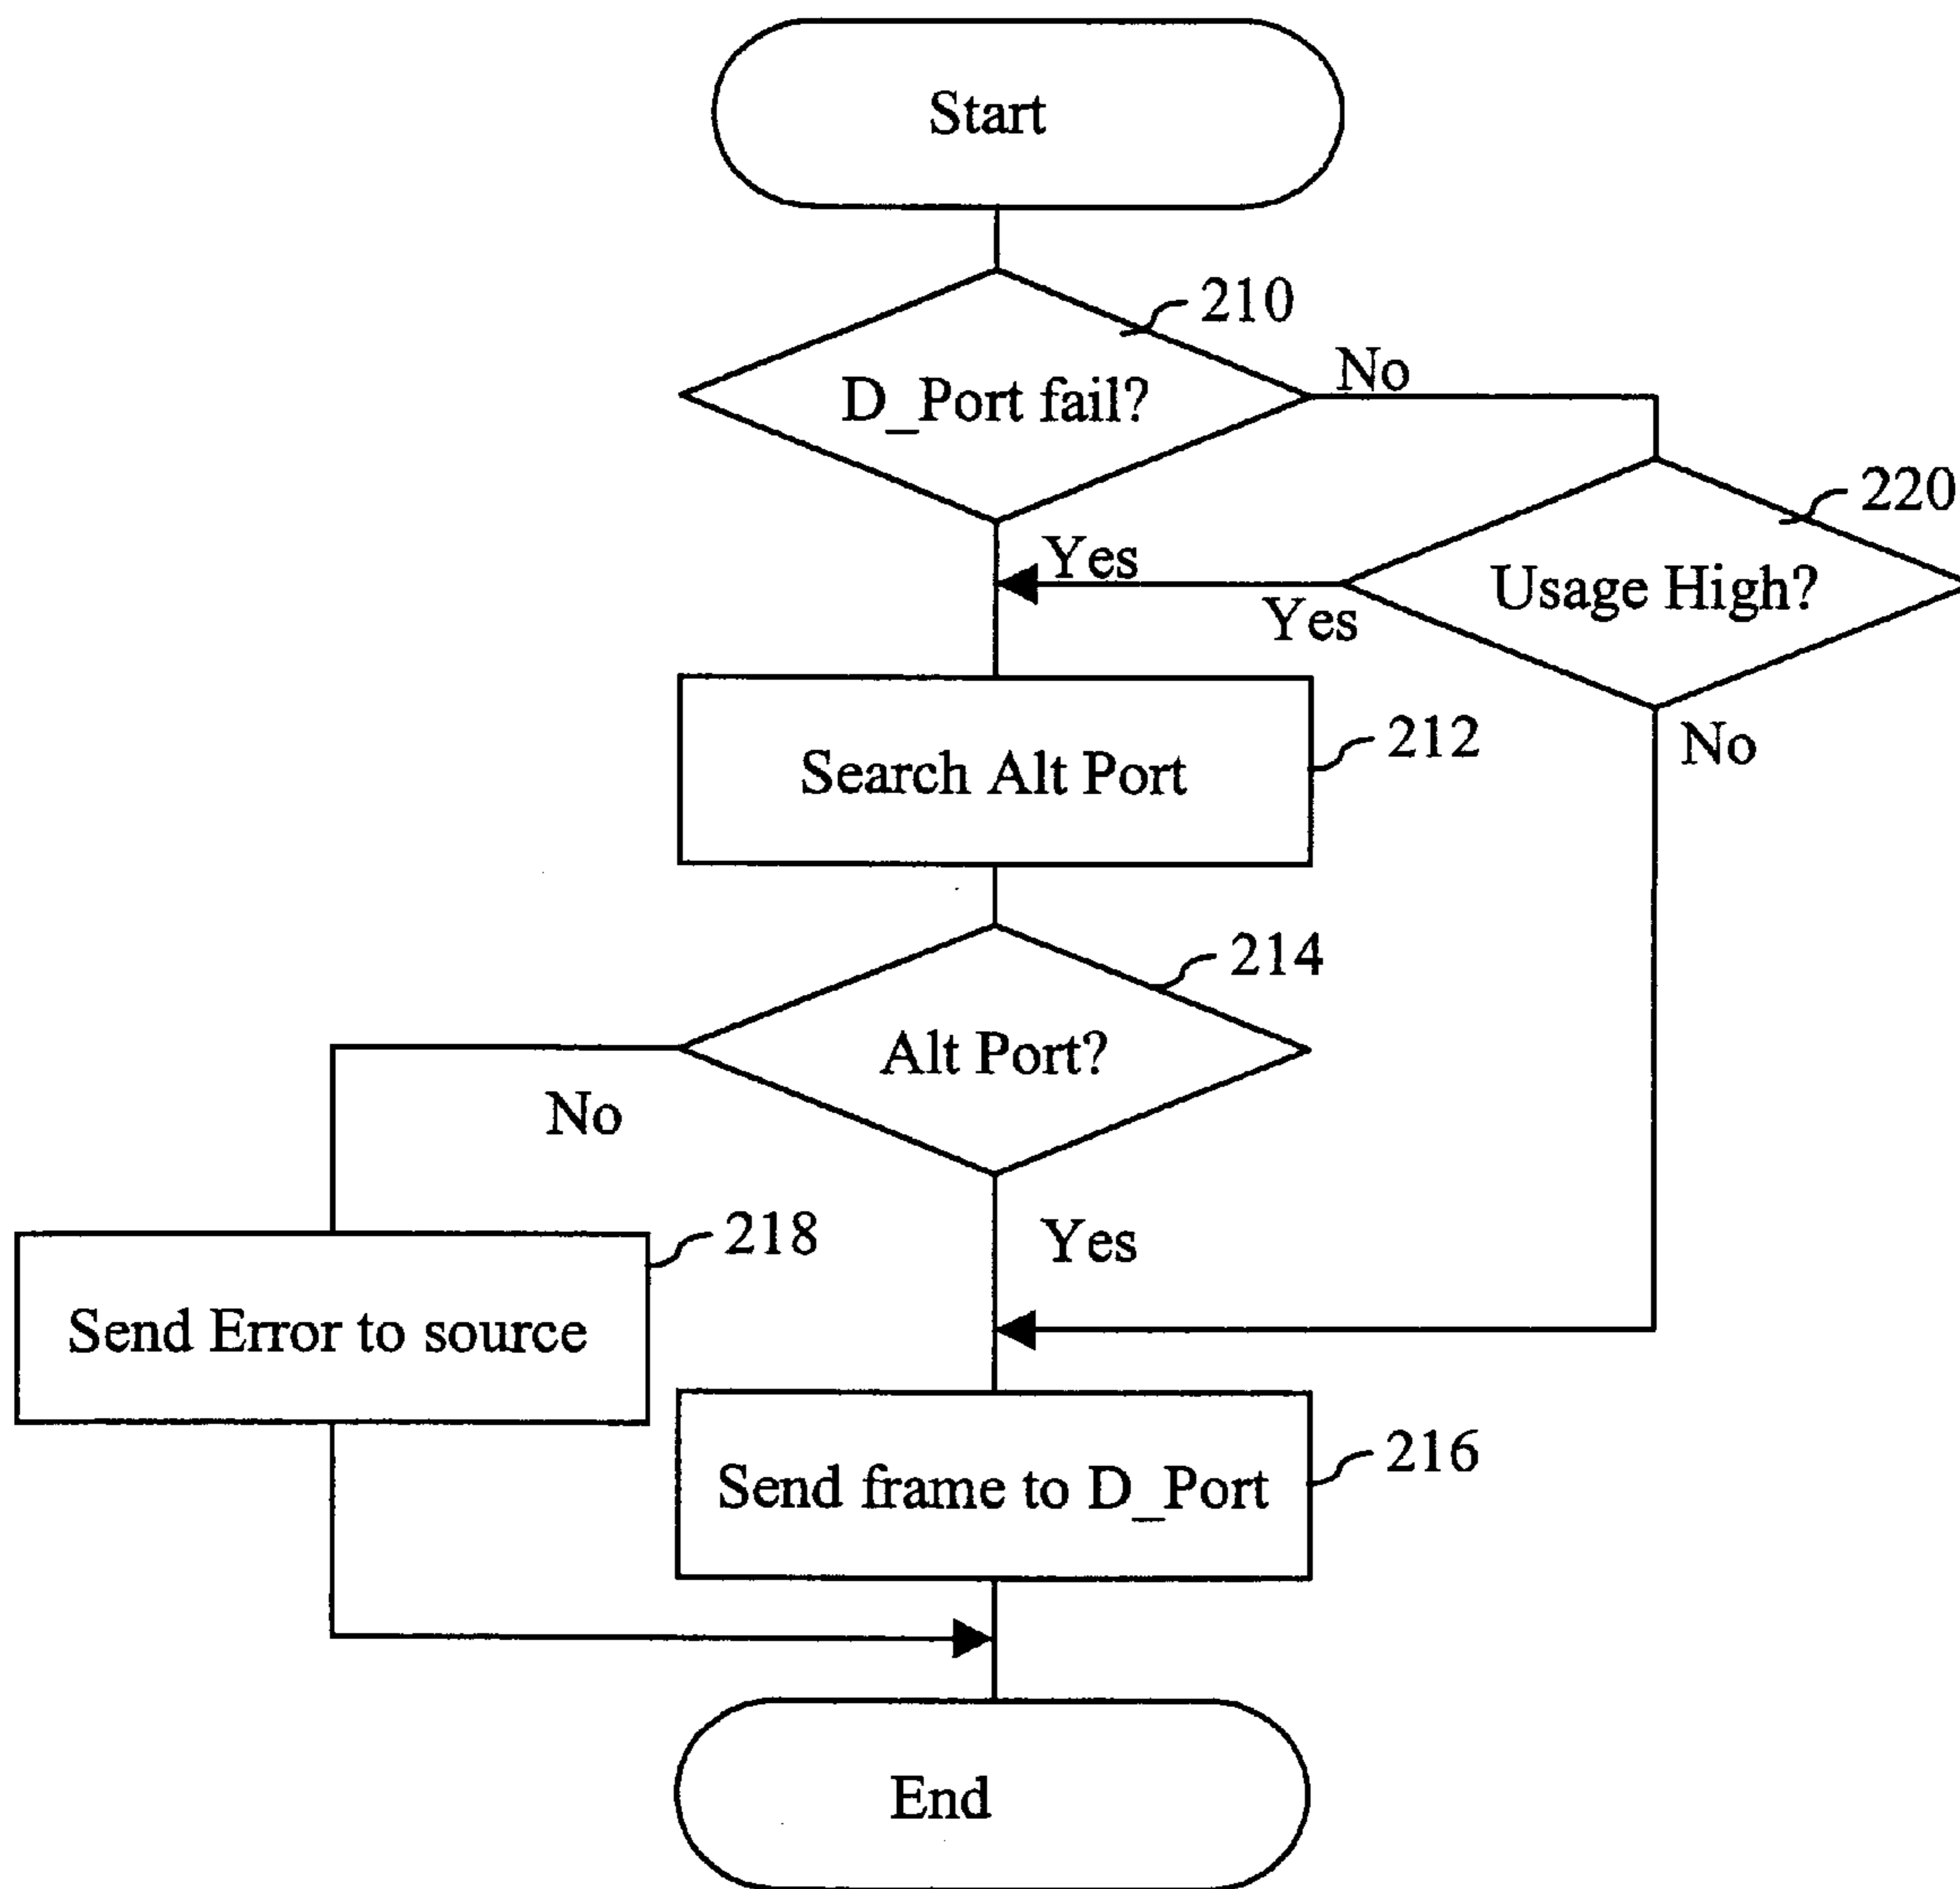 Start
210
D_Port fail?
No
220
Yes
Usage High?
Yes
212
Search Alt Port
No
214
Alt Port?
No
218
Yes
Send Error to source
216
Send frame to D_Port
End